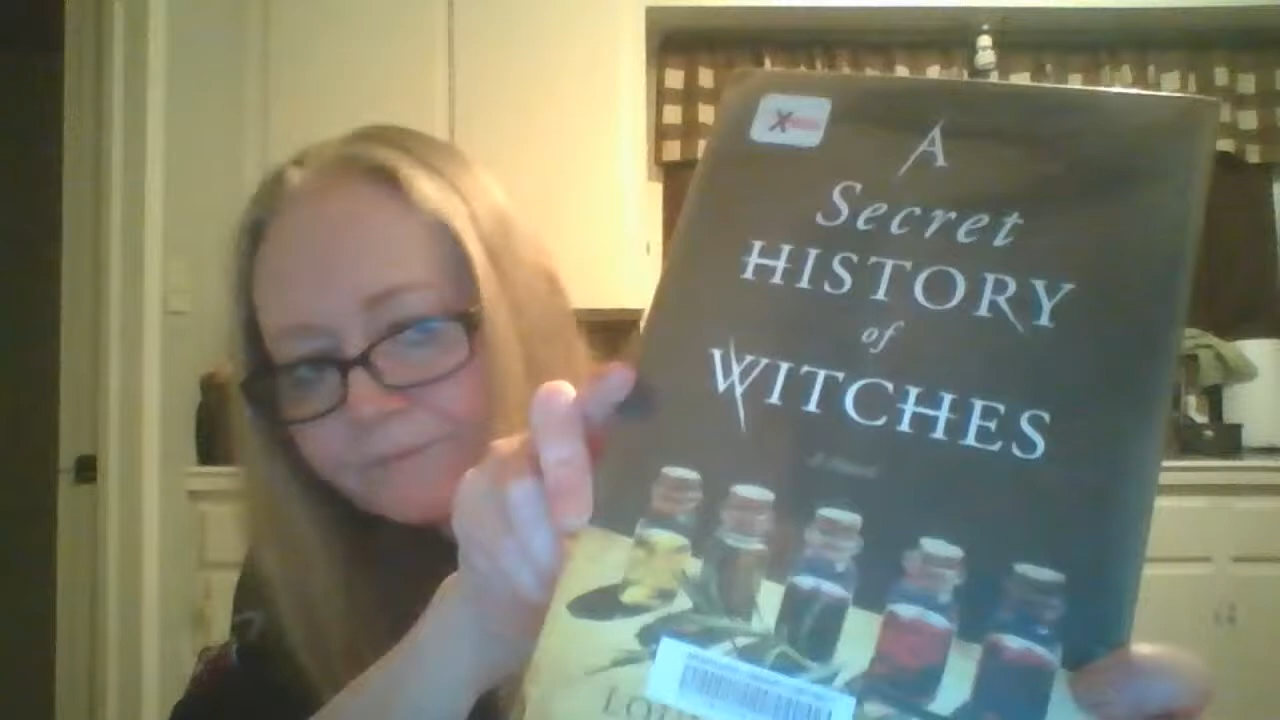 A
Secret
HISTORY
of
WITCHES